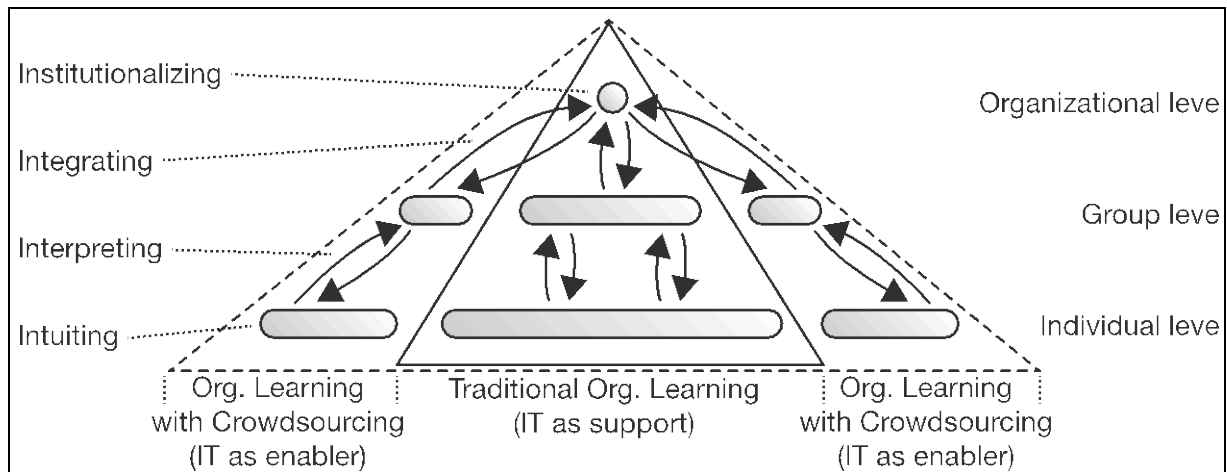 Institutionalizing
Organizational leve
Integrating
Group leve
Interpreting
Intuiting
Individual leve
Org. Learning
with Crowdsourcing
(IT as enabler)
Traditional Org. Learning
(IT as support)
Org. Learning
with Crowdsourcing
(IT as enabler)